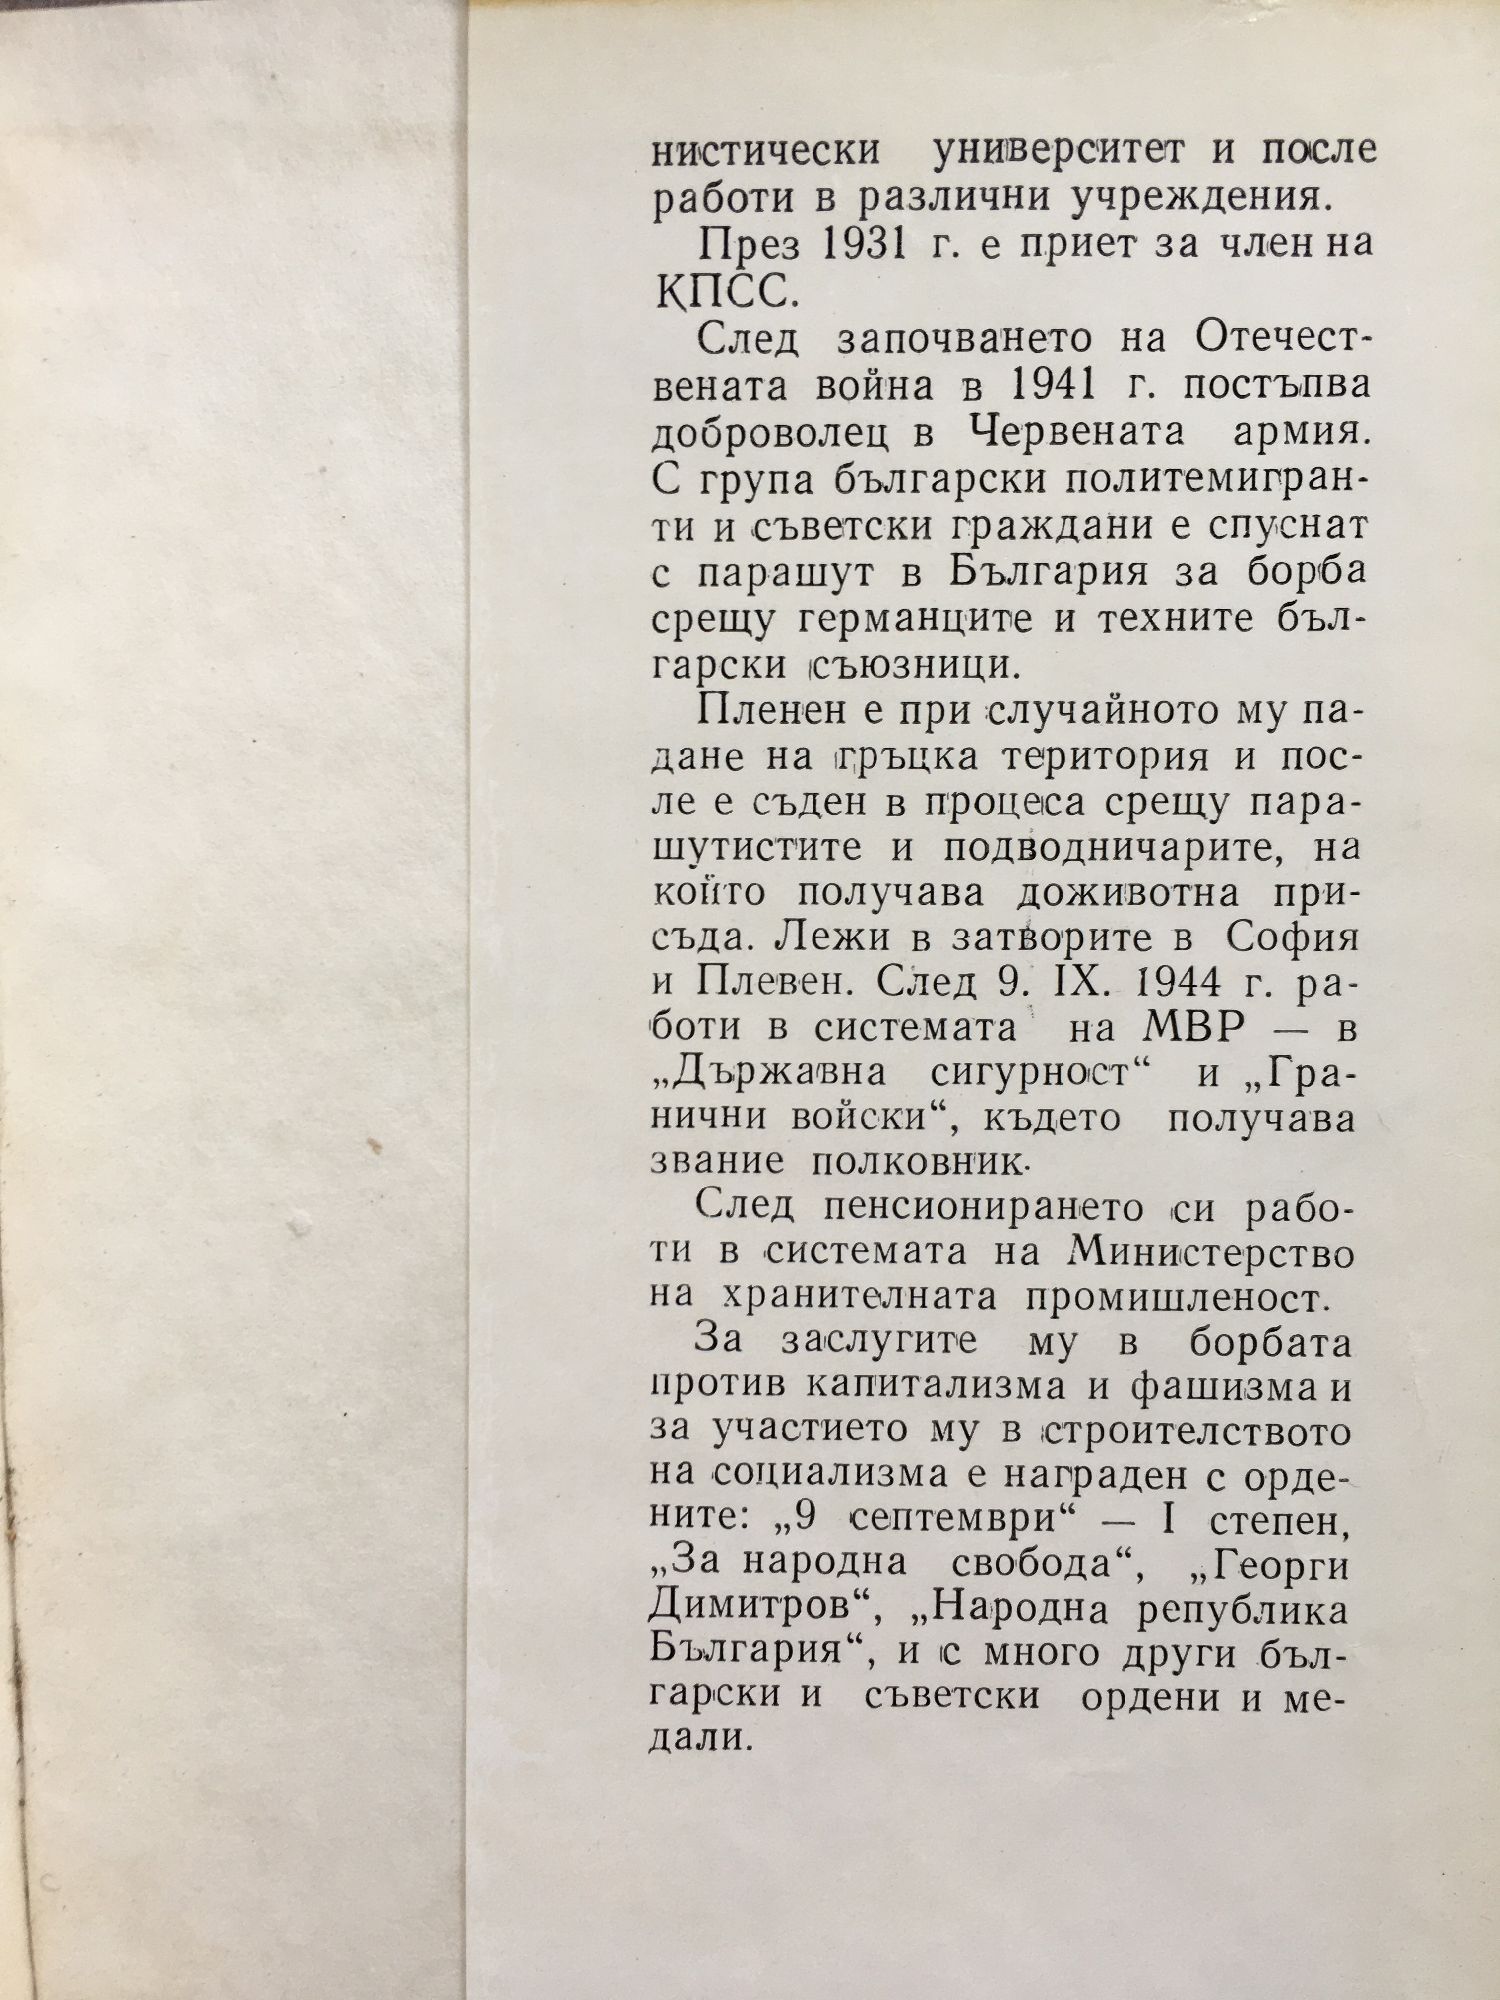 нистически университет и после
работи в различни учреждения.
През 1931 г. е приет за член на
КПСС.
След започването на Отечест-
вената война в 1941 г. постъпва
доброволец в Червената армия.
С група български политемигран-
ти и съветски граждани е спуснат
с парашут в България за борба
срещу германците и техните бъл-
гарски съюзници.
Пленен е при случайното му па-
дане на гръцка територия и пос-
ле е съден в процеса срещу пара-
шутистите и подводничарите, на
който получава доживотна при-
съда. Лежи в затворите в София
и Плевен. След 9. IX. 1944 г. ра-
боти в системата на МВР — в
„Държавна сигурност“ и „Гра-
нични войски“, където получава
звание полковник.
След пенсионирането си рабо-
ти в системата на Министерство
на хранителната промишленост.
За заслугите му в борбата
против капитализма и фашизма и
за участието му в строителството
на социализма е награден с орде-
ните: „9 септември“ — I степен,
„За народна свобода“, „Георги
Димитров“, „Народна република
България“, и с много други бъл-
гарски и съветски ордени и ме-
дали.